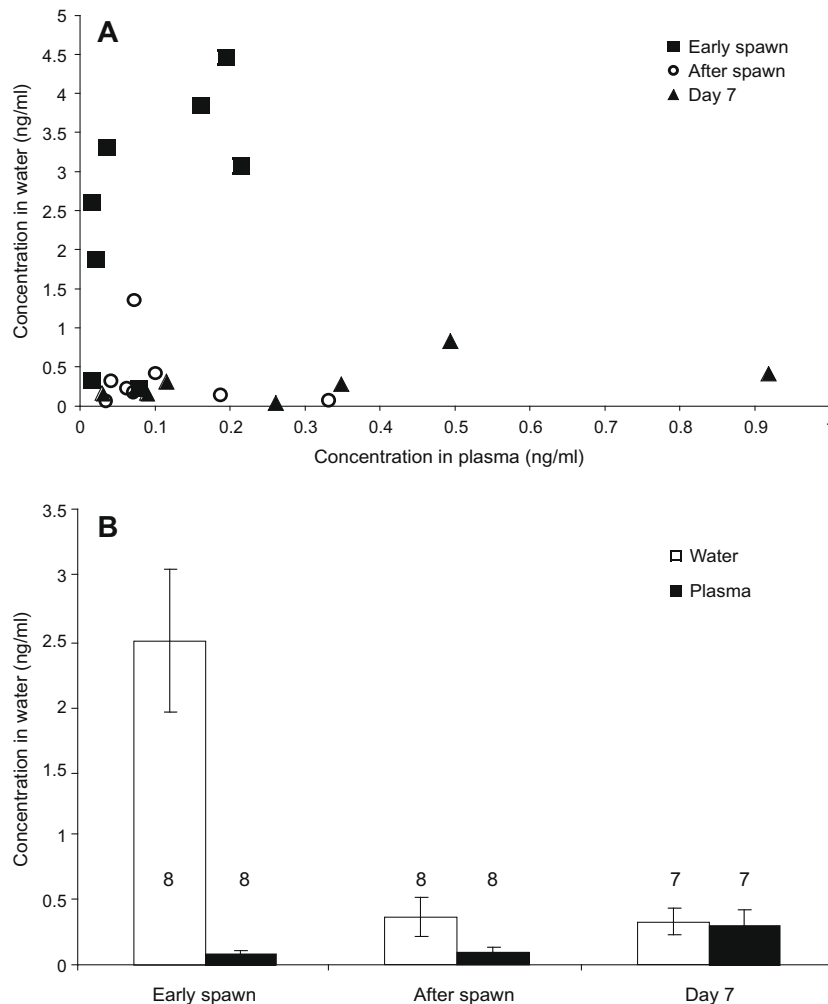 A
Early spawn
After spawn
Day 7
Concentration in water (ng/ml)
5
4.5
4
3.5
3
2.5
2
1.5
1
0.5
0
0 0.1 0.2 0.3 0.4 0.5 0.6 0.7 0.8 0.9 1
Concentration in plasma (ng/ml)
B
Water
Plasma
Concentration in water (ng/ml)
3.5
3
2.5
2
1.5
1
0.5
0
8 8 8 8 7 7
Early spawn After spawn Day 7